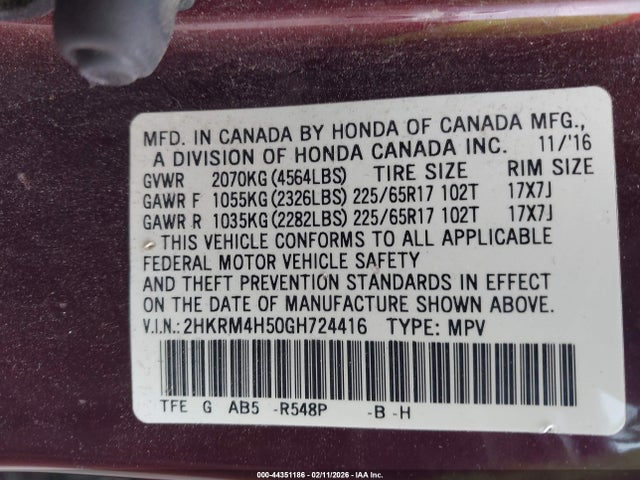 MFD. IN CANADA BY HONDA OF CANADA MFG.,
A DIVISION OF HONDA CANADA INC. 11/'16
GVWR 2070KG(4564LBS) TIRE SIZE RIM SIZE
GAWR F 1055KG(2326LBS) 225/65R17 102T 17X7J
GAWR R 1035KG(2282LBS) 225/65R17 102T 17X7J
THIS VEHICLE CONFORMS TO ALL APPLICABLE
FEDERAL MOTOR VEHICLE SAFETY
AND THEFT PREVENTION STANDARDS IN EFFECT
ON THE DATE OF MANUFACTURE SHOWN ABOVE.
V.I.N.: 2HKRM4H50GH724416 TYPE: MPV
TFE G AB5 -R548P -B -H
000-44351186 - 02/11/2026 - IAA Inc.